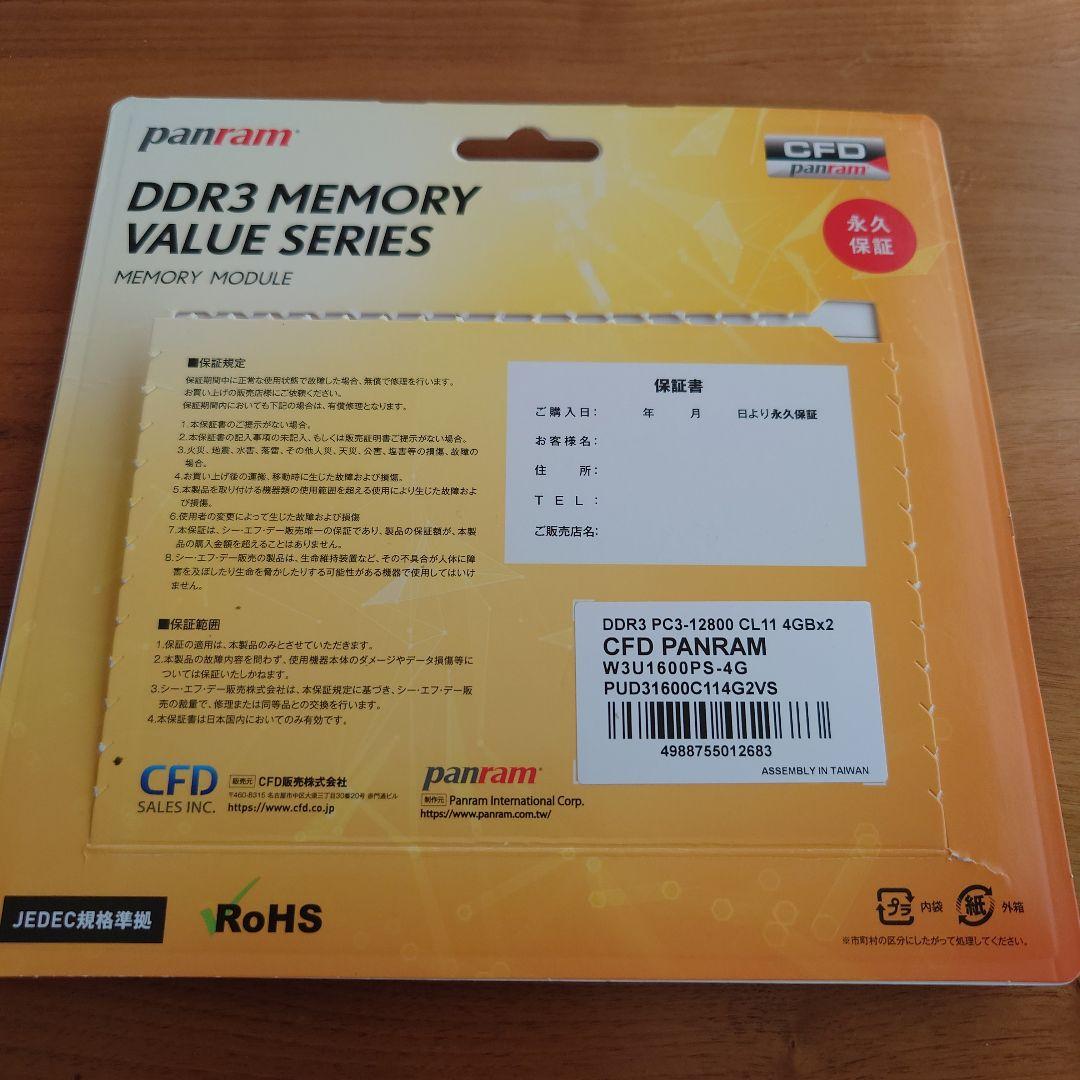 panram
CFD
panram
DDR3 MEMORY
VALUE SERIES
MEMORY MODULE
永久
保証
■保証規定
保証期間中に正常な使用状態で故障した場合、無償で修理を行います。
お買い上げの販売店様にご依頼ください。
保証期間内においても下記の場合は、有償修理となります。
1.本保証書のご提示がない場合。
2.本保証書の記入事項の未記入、もしくは販売証明書ご提示がない場合。
3.火災、地震、水害、落雷、その他人災、天災、公害、塩害等の損傷、故障の
場合。
4.お買い上げ後の運搬、移動時に生じた故障および損傷。
5.本製品を取り付ける機器類の使用範囲を超える使用により生じた故障およ
び損傷。
6.使用者の変更によって生じた故障および損傷
7.本保証は、シー・エフ・デー販売唯一の保証であり、製品の保証額が、本製
品の購入金額を超えることはありません。
8.シー・エフ・デー販売の製品は、生命維持装置など、その不具合が人体に障
害を及ぼしたり生命を脅かしたりする可能性がある機器で使用してはいけ
ません。
■保証範囲
1.保証の適用は、本製品のみとさせていただきます。
2.本製品の故障内容を問わず、使用機器本体のダメージやデータ損傷等に
ついては保証いたしかねます。
3.シー・エフ・デー販売株式会社は、本保証規定に基づき、シー・エフ・デー販
売の裁量で、修理または同等品との交換を行います。
4.本保証書は日本国内においてのみ有効です。
保証書
ご購入日： 年 月 日より永久保証
お客様名：
住 所：
TEL：
ご販売店名：
DDR3 PC3-12800 CL11 4GBx2
CFD PANRAM
W3U1600PS-4G
PUD31600C114G2VS
4988755012683
ASSEMBLY IN TAIWAN
CFD
SALES INC.
販売元 CFD販売株式会社
〒460-8315 名古屋市中区大須三丁目30番20号 赤門通ビル
https://www.cfd.co.jp
panram
製作元 Panram International Corp.
https://www.panram.com.tw/
JEDEC規格準拠
RoHS
プラ 内袋
紙 外箱
※市町村の区分にしたがって処理してください。